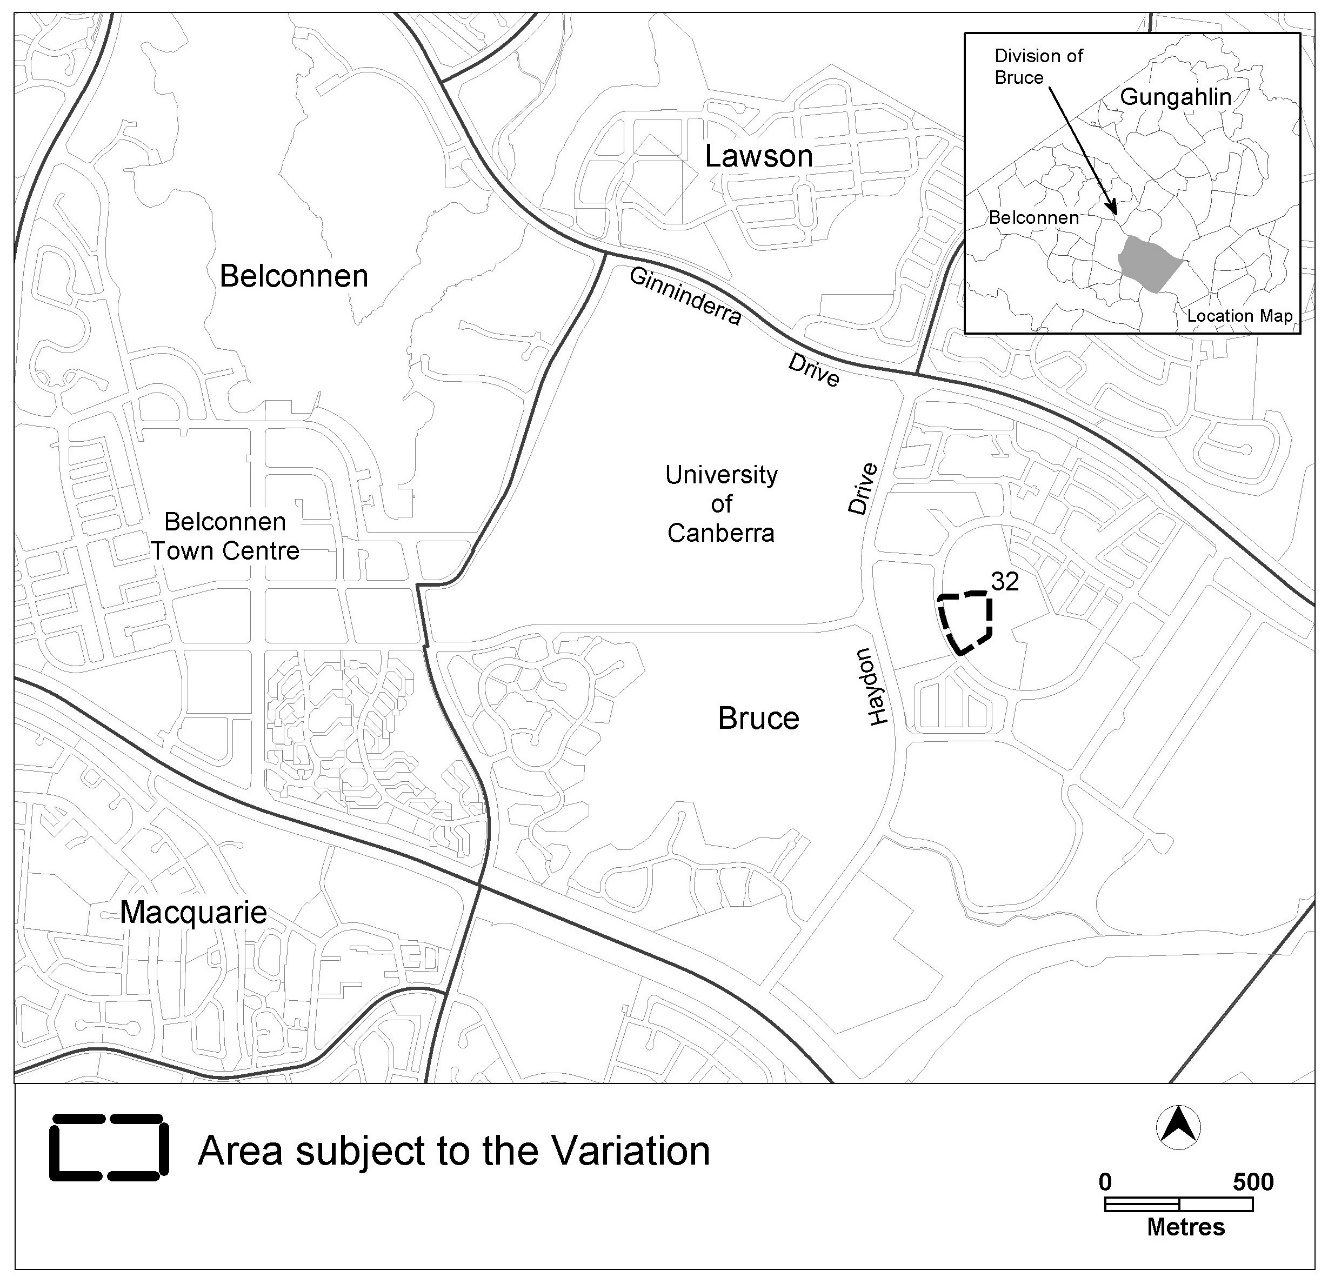 Division of
Bruce
Gungahlin
Belconnen
Location Map
Lawson
Belconnen
Ginninderra
Drive
University
of
Canberra
Drive
Belconnen
Town Centre
32
Haydon
Bruce
Macquarie
Area subject to the Variation
0 500
Metres